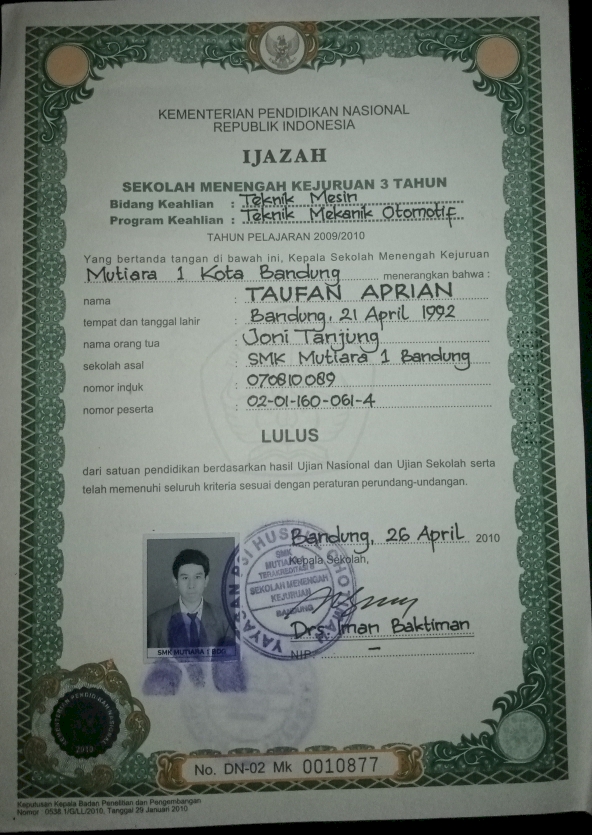 KEMENTERIAN PENDIDIKAN NASIONAL
REPUBLIK INDONESIA
IJAZAH
SEKOLAH MENENGAH KEJURUAN 3 TAHUN
Bidang Keahlian : Teknik Mesin
Program Keahlian : Teknik Mekanik Otomotif
TAHUN PELAJARAN 2009/2010
Yang bertanda tangan di bawah ini, Kepala Sekolah Menengah Kejuruan
Mutiara 1 Kota Bandung menerangkan bahwa :
nama : TAUFAN APRIAN
tempat dan tanggal lahir : Bandung, 21 April 1992
nama orang tua : Joni Tanjung
sekolah asal : SMK Mutiara 1 Bandung
nomor induk : 070810089
nomor peserta : 02-01-160-061-4
LULUS
dari satuan pendidikan berdasarkan hasil Ujian Nasional dan Ujian Sekolah serta
telah memenuhi seluruh kriteria sesuai dengan peraturan perundang-undangan.
Bandung, 26 April 2010
Kepala Sekolah,
SMK
MUTIARA
TERAKREDITASI
SEKOLAH MENENGAH
KEJURUAN
BANDUNG
YAYASAN
Drs. Iman Baktiman
NIP. -
SMK MUTIARA 1 BDG
2010
No. DN-02 Mk 0010877
Keputusan Kepala Badan Penelitian dan Pengembangan
Nomor : 0638.1/G/LL/2010, Tanggal 29 Januari 2010